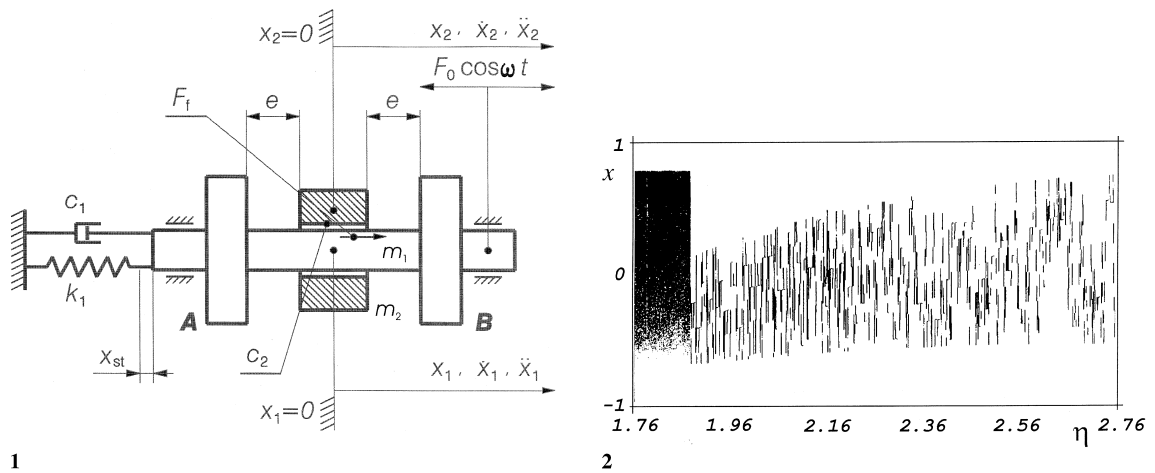 x₂=0
x₂, ẋ₂, ẍ₂
F₀ cosωt
F_f
e
e
c₁
k₁
m₁
m₂
A
B
x_st
c₂
x₁, ẋ₁, ẍ₁
x₁=0
1
1
x
0
-1
1.76 1.96 2.16 2.36 2.56 2.76
η
2